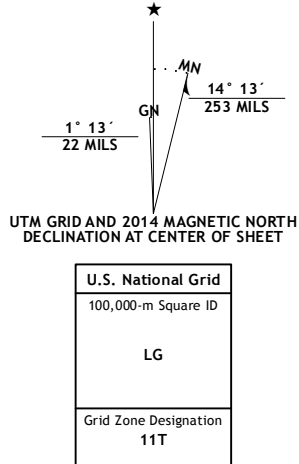 ★
MN
GN
14° 13´
253 MILS
1° 13´
22 MILS
UTM GRID AND 2014 MAGNETIC NORTH
DECLINATION AT CENTER OF SHEET
U.S. National Grid
100,000-m Square ID
LG
Grid Zone Designation
11T